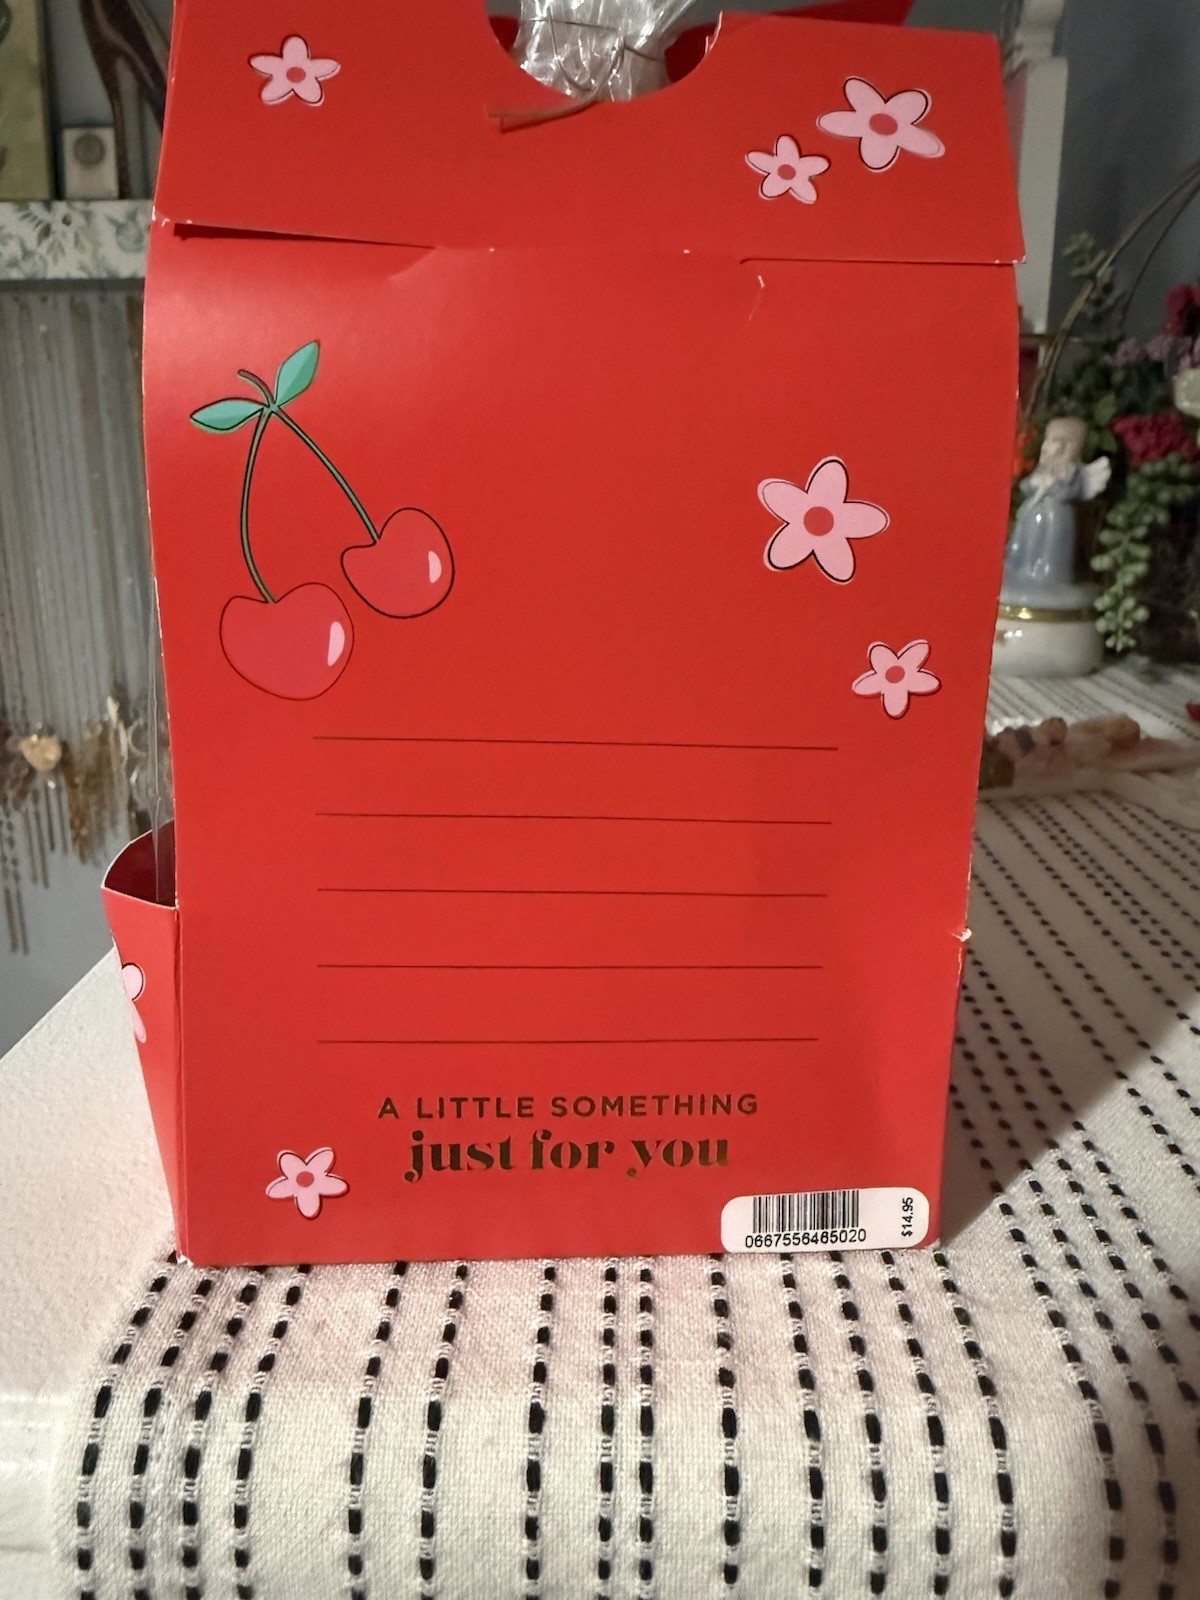 A LITTLE SOMETHING
just for you
0667556465020
$14.95